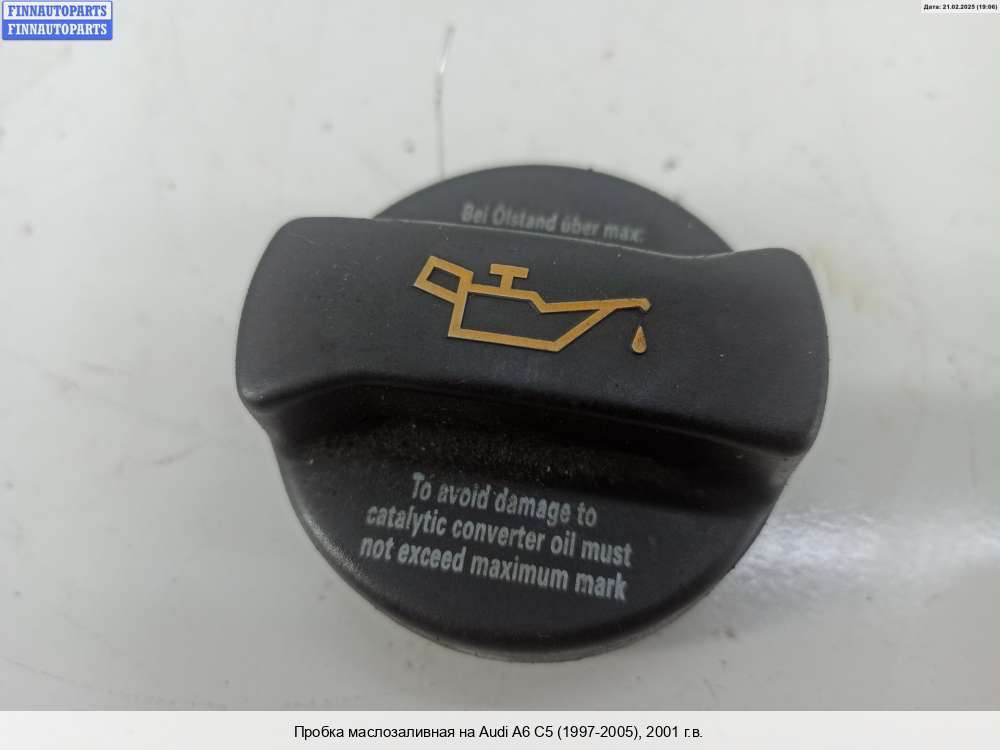 FINNAUTOPARTS
FINNAUTOPARTS
Дата: 21.02.2025 (19:06)
Bei Ölstand über max.
To avoid damage to
catalytic converter oil must
not exceed maximum mark
Пробка маслозаливная на Audi A6 C5 (1997-2005), 2001 г.в.